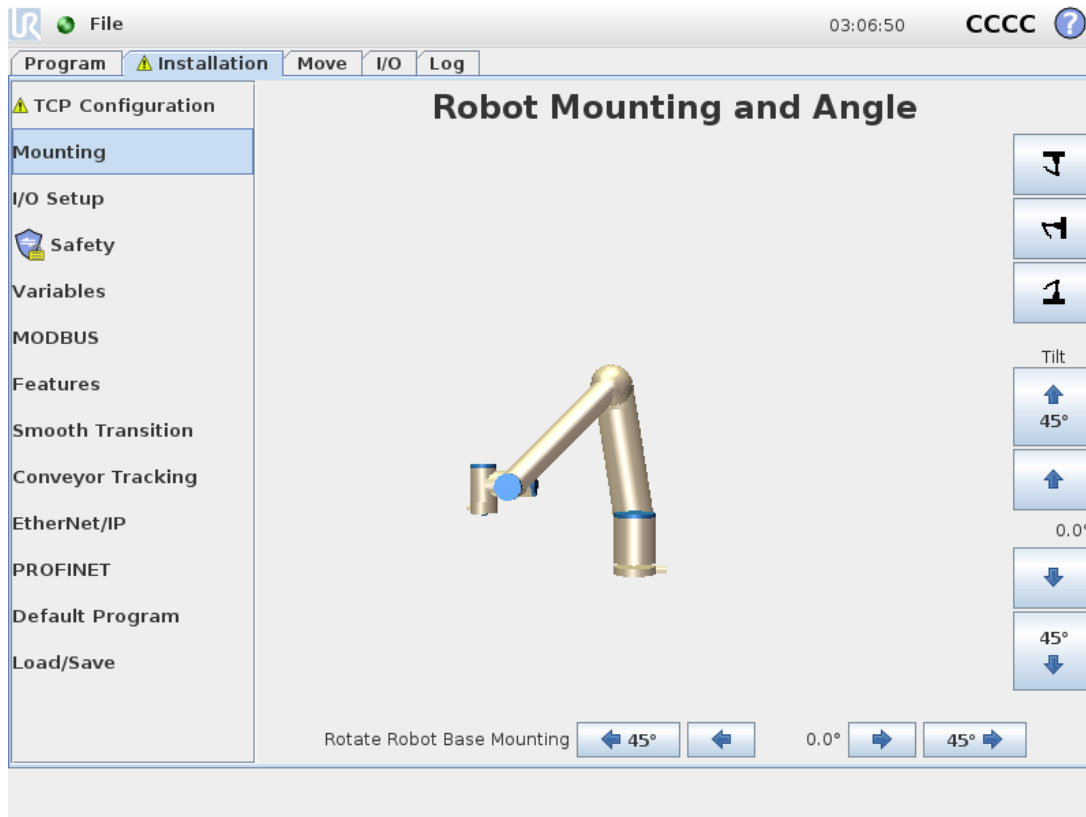 UR File 03:06:50 CCCC ?
Program Installation Move I/O Log
TCP Configuration
Mounting
I/O Setup
Safety
Variables
MODBUS
Features
Smooth Transition
Conveyor Tracking
EtherNet/IP
PROFINET
Default Program
Load/Save
Robot Mounting and Angle
Tilt
45°
0.0°
45°
Rotate Robot Base Mounting 45° 0.0° 45°